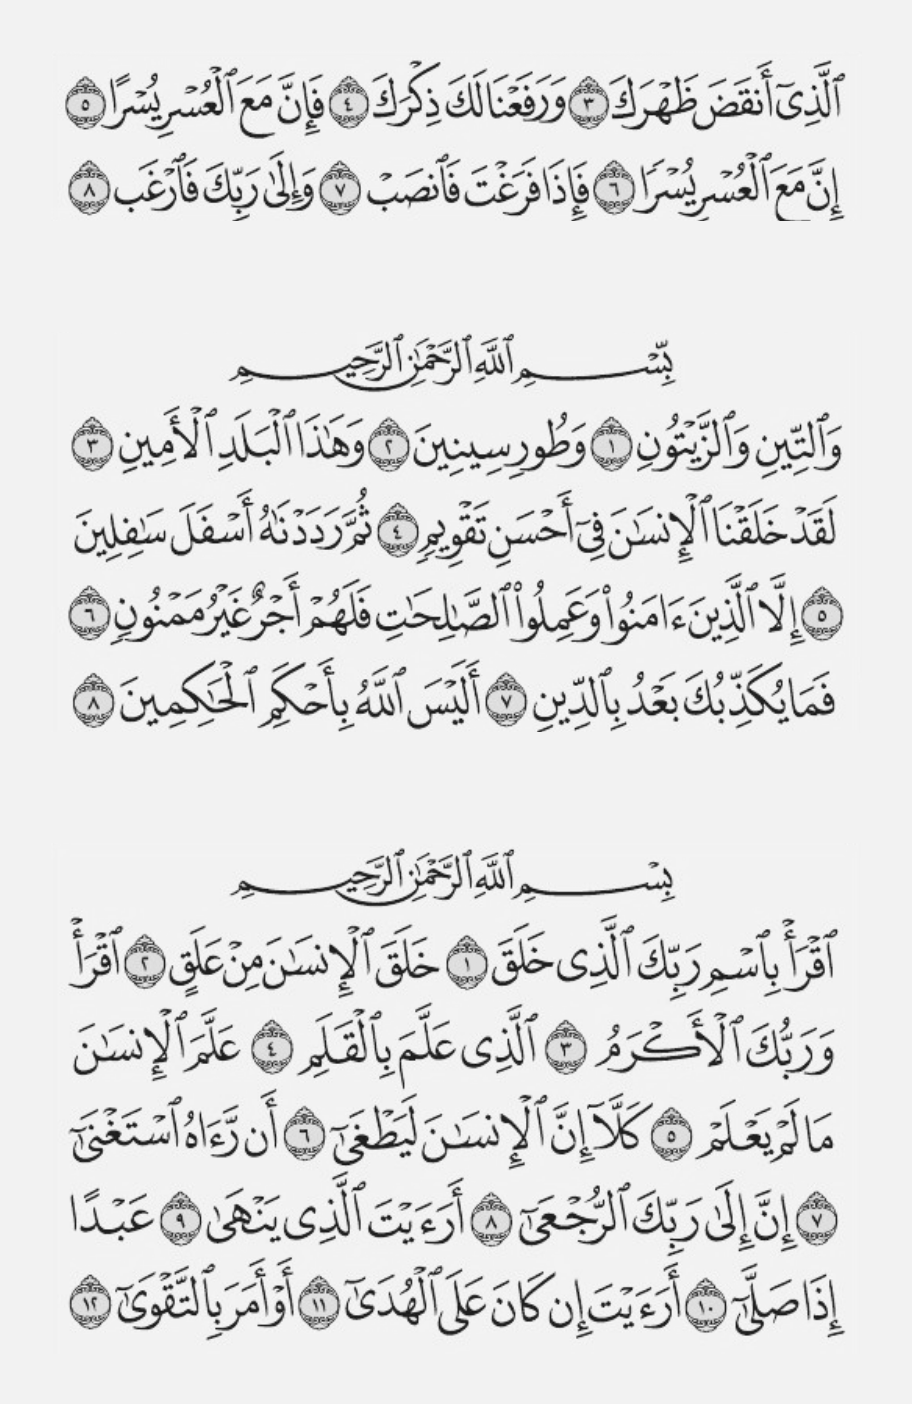 ٱلَّذِىٓ أَنقَضَ ظَهْرَكَ ٣ وَرَفَعْنَا لَكَ ذِكْرَكَ ٤ فَإِنَّ مَعَ ٱلْعُسْرِ يُسْرًا ٥
إِنَّ مَعَ ٱلْعُسْرِ يُسْرًا ٦ فَإِذَا فَرَغْتَ فَٱنصَبْ ٧ وَإِلَىٰ رَبِّكَ فَٱرْغَب ٨
بِّسْمِ ٱللَّهِ ٱلرَّحْمَٰنِ ٱلرَّحِيمِ
وَٱلتِّينِ وَٱلزَّيْتُونِ ١ وَطُورِ سِينِينَ ٢ وَهَٰذَا ٱلْبَلَدِ ٱلْأَمِينِ ٣
لَقَدْ خَلَقْنَا ٱلْإِنسَٰنَ فِىٓ أَحْسَنِ تَقْوِيمٍ ٤ ثُمَّ رَدَدْنَٰهُ أَسْفَلَ سَٰفِلِينَ
٥ إِلَّا ٱلَّذِينَ ءَامَنُوا۟ وَعَمِلُوا۟ ٱلصَّٰلِحَٰتِ فَلَهُمْ أَجْرٌ غَيْرُ مَمْنُونٍ ٦
فَمَا يُكَذِّبُكَ بَعْدُ بِٱلدِّينِ ٧ أَلَيْسَ ٱللَّهُ بِأَحْكَمِ ٱلْحَٰكِمِينَ ٨
بِسْمِ ٱللَّهِ ٱلرَّحْمَٰنِ ٱلرَّحِيمِ
ٱقْرَأْ بِٱسْمِ رَبِّكَ ٱلَّذِى خَلَقَ ١ خَلَقَ ٱلْإِنسَٰنَ مِنْ عَلَقٍ ٢ ٱقْرَأْ
وَرَبُّكَ ٱلْأَكْرَمُ ٣ ٱلَّذِى عَلَّمَ بِٱلْقَلَمِ ٤ عَلَّمَ ٱلْإِنسَٰنَ
مَا لَمْ يَعْلَمْ ٥ كَلَّآ إِنَّ ٱلْإِنسَٰنَ لَيَطْغَىٰٓ ٦ أَن رَّءَاهُ ٱسْتَغْنَىٰٓ
٧ إِنَّ إِلَىٰ رَبِّكَ ٱلرُّجْعَىٰٓ ٨ أَرَءَيْتَ ٱلَّذِى يَنْهَىٰ ٩ عَبْدًا
إِذَا صَلَّىٰٓ ١٠ أَرَءَيْتَ إِن كَانَ عَلَى ٱلْهُدَىٰٓ ١١ أَوْ أَمَرَ بِٱلتَّقْوَىٰٓ ١٢